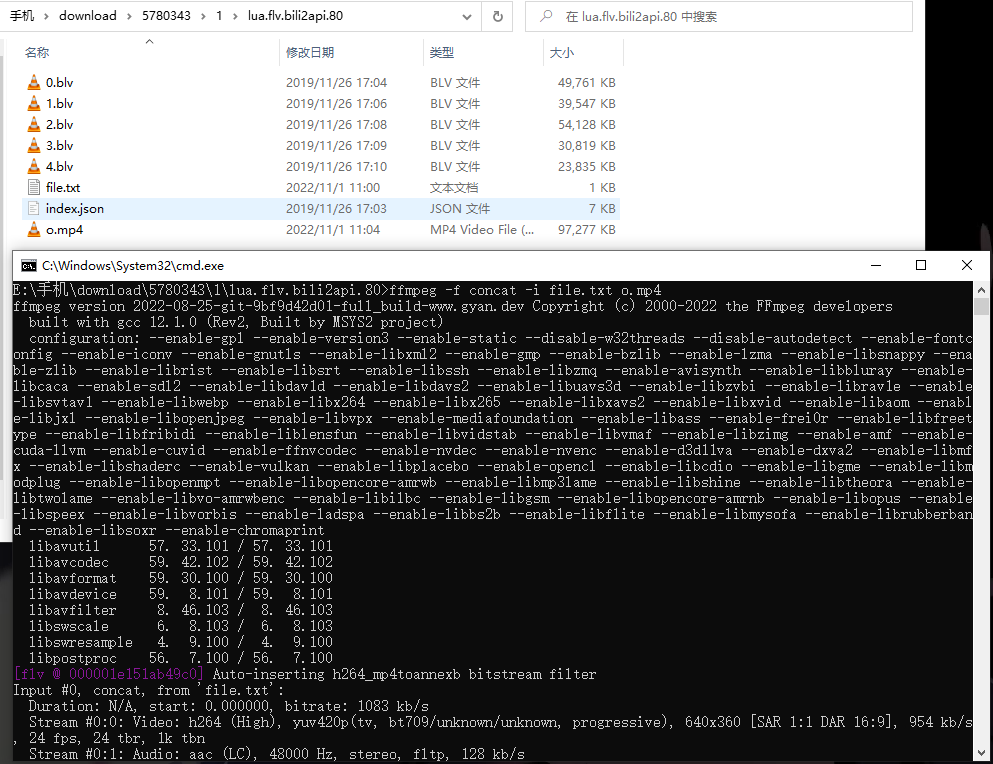 手机 › download › 5780343 › 1 › lua.flv.bili2api.80
在 lua.flv.bili2api.80 中搜索
名称 修改日期 类型 大小
0.blv 2019/11/26 17:04 BLV 文件 49,761 KB
1.blv 2019/11/26 17:06 BLV 文件 39,547 KB
2.blv 2019/11/26 17:08 BLV 文件 54,128 KB
3.blv 2019/11/26 17:09 BLV 文件 30,819 KB
4.blv 2019/11/26 17:10 BLV 文件 23,835 KB
file.txt 2022/11/1 11:00 文本文档 1 KB
index.json 2019/11/26 17:03 JSON 文件 7 KB
o.mp4 2022/11/1 11:04 MP4 Video File (... 97,277 KB
C:\Windows\System32\cmd.exe
E:\手机\download\5780343\1\lua.flv.bili2api.80>ffmpeg -f concat -i file.txt o.mp4
ffmpeg version 2022-08-25-git-9bf9d42d01-full_build-www.gyan.dev Copyright (c) 2000-2022 the FFmpeg developers
built with gcc 12.1.0 (Rev2, Built by MSYS2 project)
configuration: --enable-gpl --enable-version3 --enable-static --disable-w32threads --disable-autodetect --enable-fontc
onfig --enable-iconv --enable-gnutls --enable-libxml2 --enable-gmp --enable-bzlib --enable-lzma --enable-libsnappy --ena
ble-zlib --enable-librist --enable-libsrt --enable-libssh --enable-libzmq --enable-avisynth --enable-libbluray --enable-
libcaca --enable-sdl2 --enable-libdav1d --enable-libdavs2 --enable-libuavs3d --enable-libzvbi --enable-librav1e --enable
-libsvtav1 --enable-libwebp --enable-libx264 --enable-libx265 --enable-libxavs2 --enable-libxvid --enable-libaom --enabl
e-libjxl --enable-libopenjpeg --enable-libvpx --enable-mediafoundation --enable-libass --enable-frei0r --enable-libfreet
ype --enable-libfribidi --enable-liblensfun --enable-libvidstab --enable-libvmaf --enable-libzimg --enable-amf --enable-
cuda-llvm --enable-cuvid --enable-ffnvcodec --enable-nvdec --enable-nvenc --enable-d3d11va --enable-dxva2 --enable-libmf
x --enable-libshaderc --enable-vulkan --enable-libplacebo --enable-opencl --enable-libcdio --enable-libgme --enable-libm
odplug --enable-libopenmpt --enable-libopencore-amrwb --enable-libmp3lame --enable-libshine --enable-libtheora --enable-
libtwolame --enable-libvo-amrwbenc --enable-libilbc --enable-libgsm --enable-libopencore-amrnb --enable-libopus --enable
-libspeex --enable-libvorbis --enable-ladspa --enable-libbs2b --enable-libflite --enable-libmysofa --enable-librubberban
d --enable-libsoxr --enable-chromaprint
libavutil 57. 33.101 / 57. 33.101
libavcodec 59. 42.102 / 59. 42.102
libavformat 59. 30.100 / 59. 30.100
libavdevice 59. 8.101 / 59. 8.101
libavfilter 8. 46.103 / 8. 46.103
libswscale 6. 8.103 / 6. 8.103
libswresample 4. 9.100 / 4. 9.100
libpostproc 56. 7.100 / 56. 7.100
[flv @ 000001e151ab49c0] Auto-inserting h264_mp4toannexb bitstream filter
Input #0, concat, from 'file.txt':
Duration: N/A, start: 0.000000, bitrate: 1083 kb/s
Stream #0:0: Video: h264 (High), yuv420p(tv, bt709/unknown/unknown, progressive), 640x360 [SAR 1:1 DAR 16:9], 954 kb/s
, 24 fps, 24 tbr, 1k tbn
Stream #0:1: Audio: aac (LC), 48000 Hz, stereo, fltp, 128 kb/s